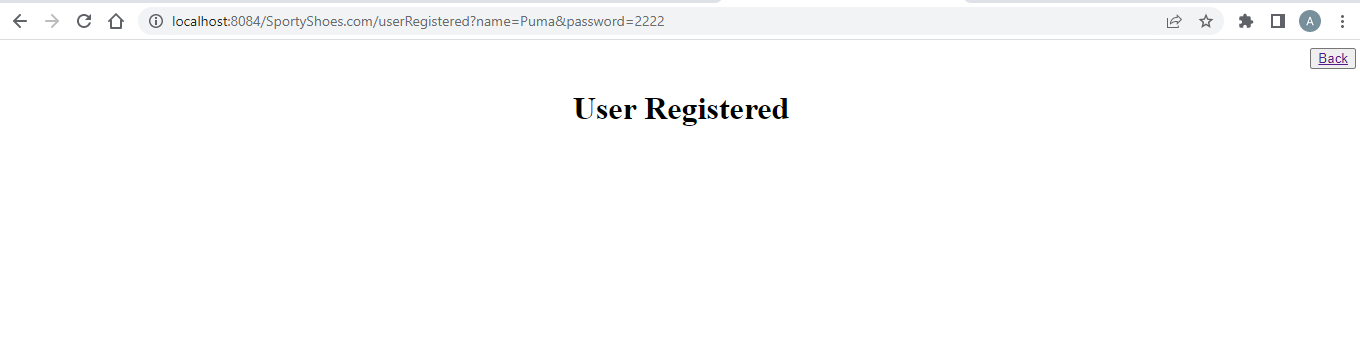 localhost:8084/SportyShoes.com/userRegistered?name=Puma&password=2222
A
Back
User Registered